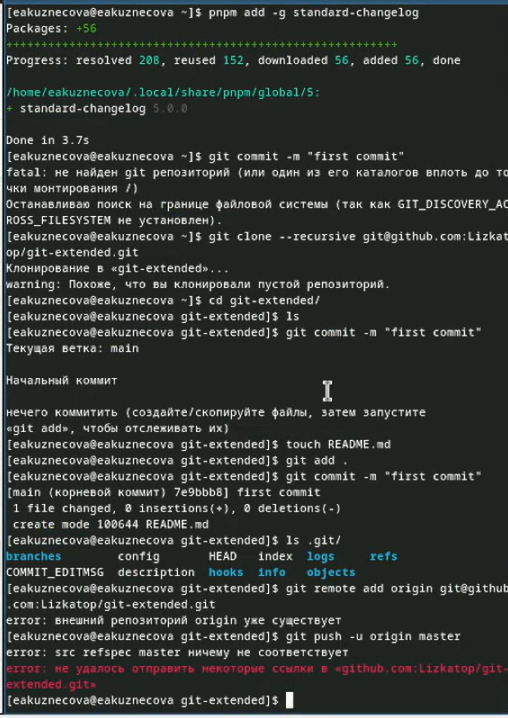 [eakuznecova@eakuznecova ~]$ pnpm add -g standard-changelog
Packages: +56
++++++++++++++++++++++++++++++++++++++++++++++++++++++++
Progress: resolved 208, reused 152, downloaded 56, added 56, done
/home/eakuznecova/.local/share/pnpm/global/5:
+ standard-changelog 5.0.0
Done in 3.7s
[eakuznecova@eakuznecova ~]$ git commit -m "first commit"
fatal: не найден git репозиторий (или один из его каталогов вплоть до то
чки монтирования /)
Останавливаю поиск на границе файловой системы (так как GIT_DISCOVERY_AC
ROSS_FILESYSTEM не установлен).
[eakuznecova@eakuznecova ~]$ git clone --recursive git@github.com:Lizkat
op/git-extended.git
Клонирование в «git-extended»...
warning: Похоже, что вы клонировали пустой репозиторий.
[eakuznecova@eakuznecova ~]$ cd git-extended/
[eakuznecova@eakuznecova git-extended]$ ls
[eakuznecova@eakuznecova git-extended]$ git commit -m "first commit"
Текущая ветка: main
Начальный коммит
нечего коммитить (создайте/скопируйте файлы, затем запустите
«git add», чтобы отслеживать их)
[eakuznecova@eakuznecova git-extended]$ touch README.md
[eakuznecova@eakuznecova git-extended]$ git add .
[eakuznecova@eakuznecova git-extended]$ git commit -m "first commit"
[main (корневой коммит) 7e9bbb8] first commit
1 file changed, 0 insertions(+), 0 deletions(-)
create mode 100644 README.md
[eakuznecova@eakuznecova git-extended]$ ls .git/
branches config HEAD index logs refs
COMMIT_EDITMSG description hooks info objects
[eakuznecova@eakuznecova git-extended]$ git remote add origin git@github
.com:Lizkatop/git-extended.git
error: внешний репозиторий origin уже существует
[eakuznecova@eakuznecova git-extended]$ git push -u origin master
error: src refspec master ничему не соответствует
error: не удалось отправить некоторые ссылки в «github.com:Lizkatop/git-
extended.git»
[eakuznecova@eakuznecova git-extended]$